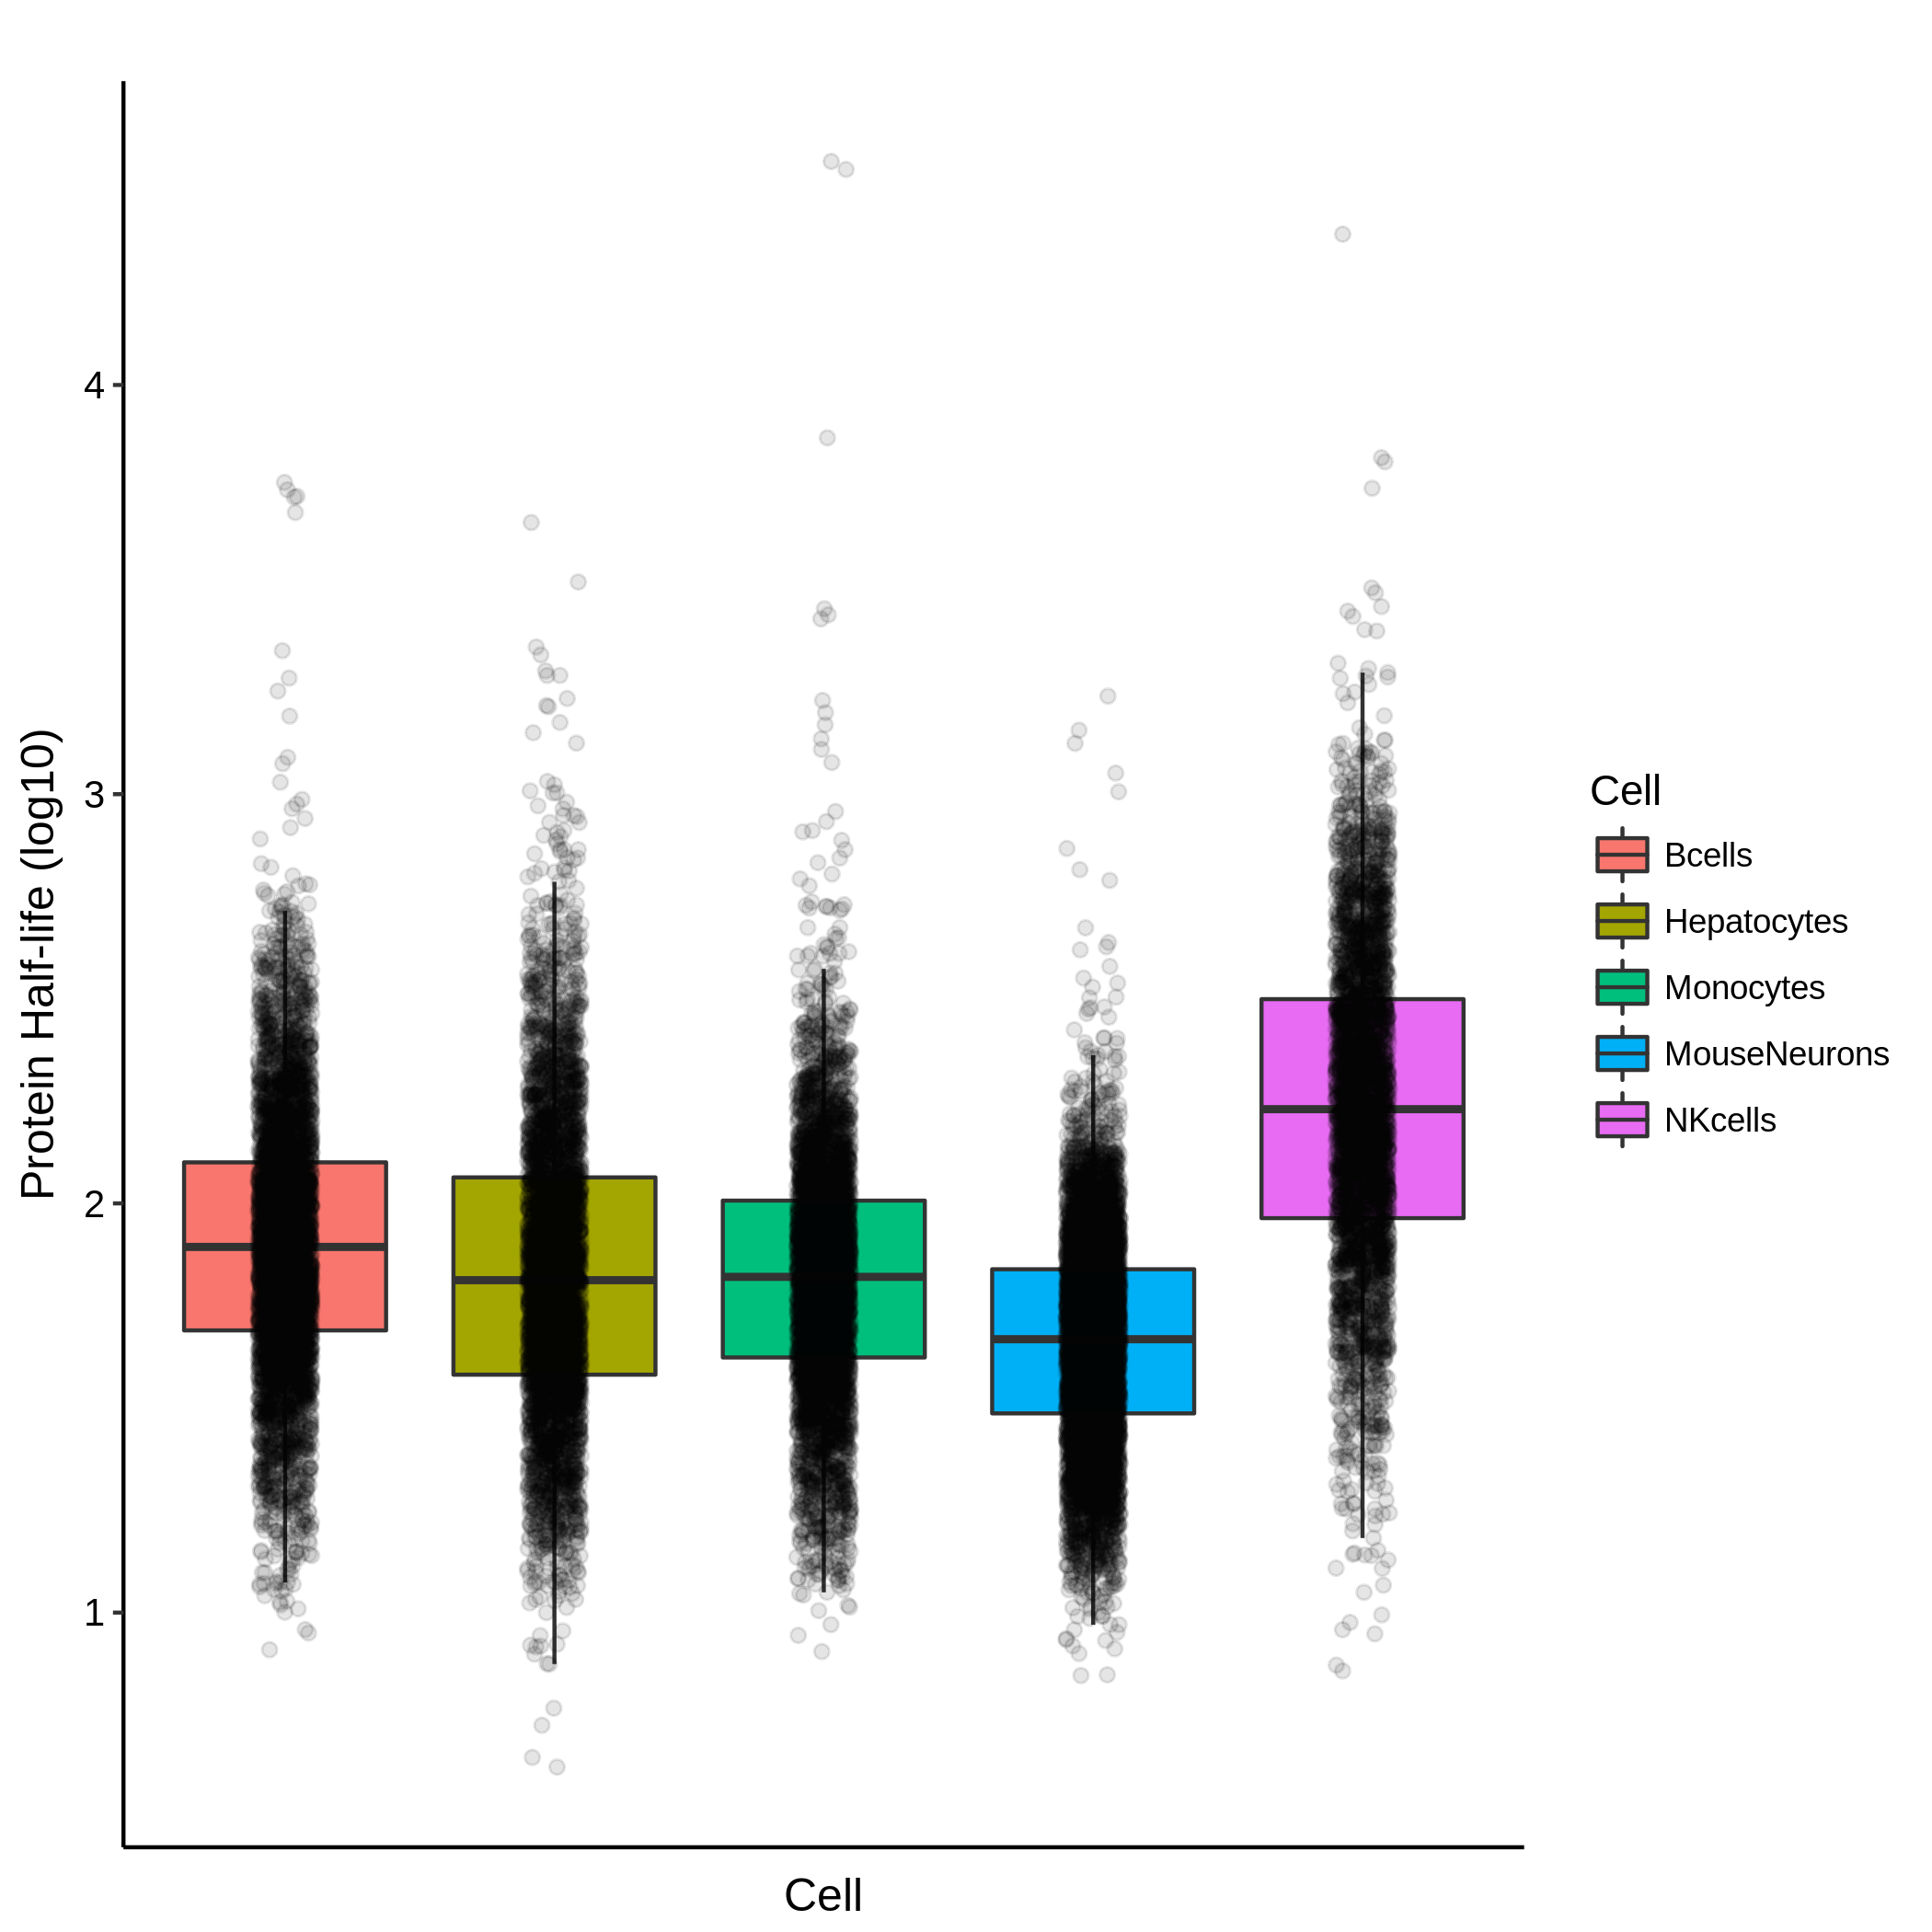 Protein Half-life (log10)
4
3
2
1
Cell
Cell
Bcells
Hepatocytes
Monocytes
MouseNeurons
NKcells